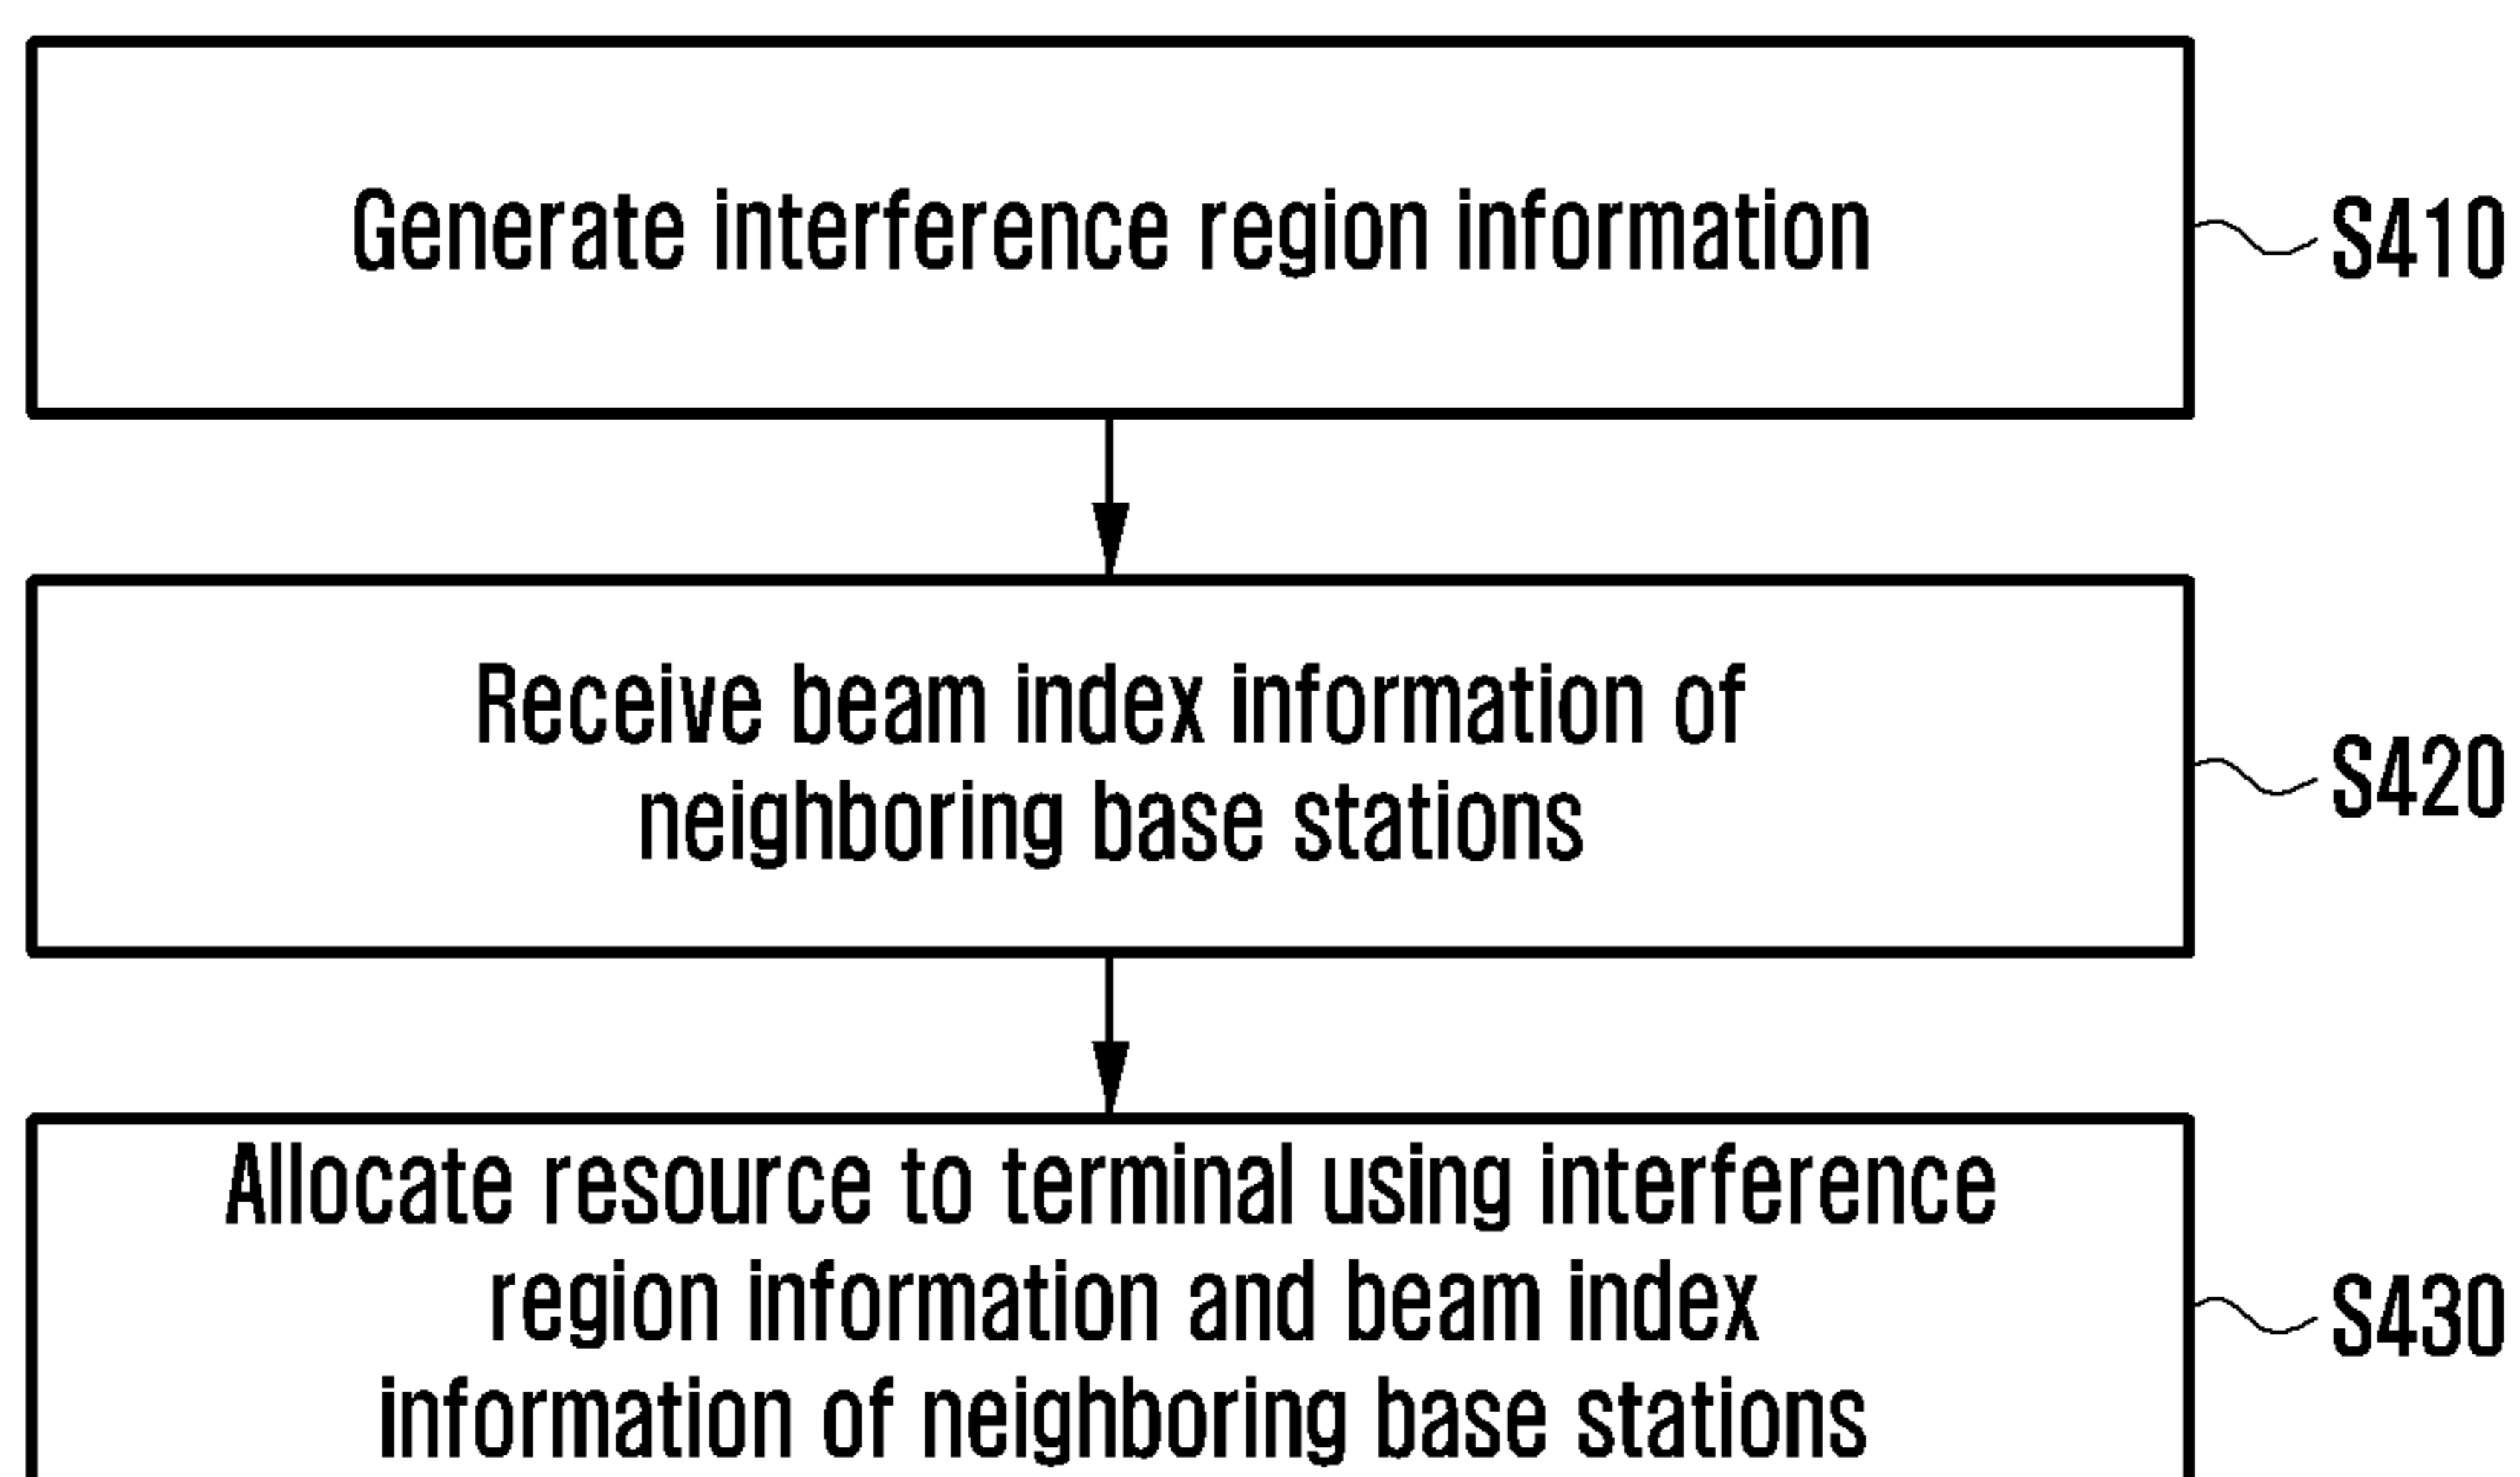 Generate interference region information
S410
Receive beam index information of
neighboring base stations
S420
Allocate resource to terminal using interference
region information and beam index
information of neighboring base stations
S430